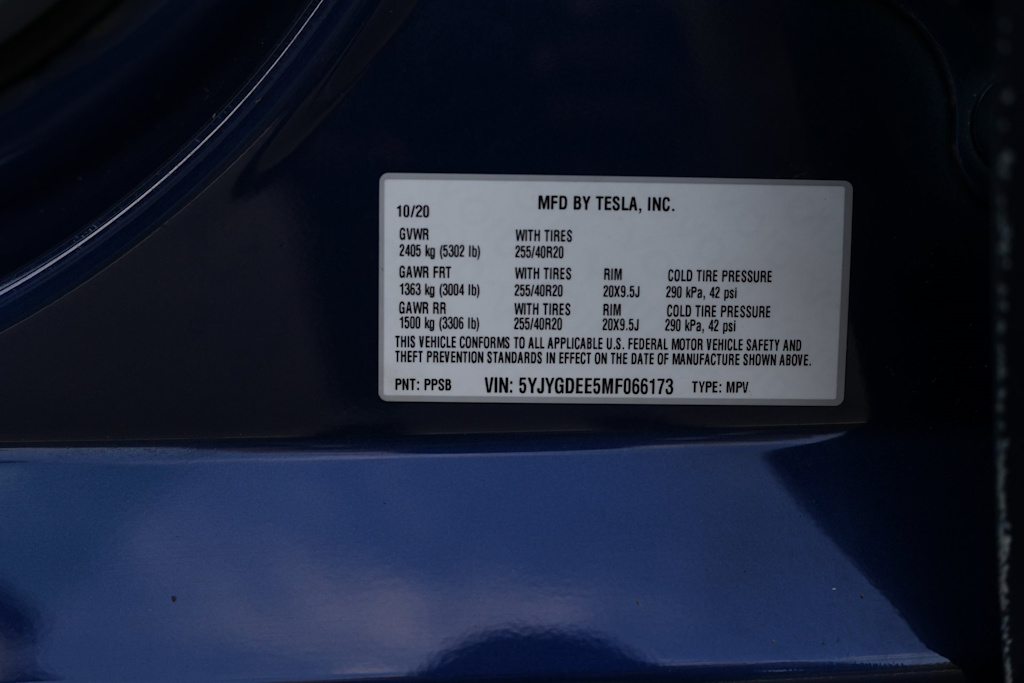 MFD BY TESLA, INC.
10/20
GVWR WITH TIRES
2405 kg (5302 lb) 255/40R20
GAWR FRT WITH TIRES RIM COLD TIRE PRESSURE
1363 kg (3004 lb) 255/40R20 20X9.5J 290 kPa, 42 psi
GAWR RR WITH TIRES RIM COLD TIRE PRESSURE
1500 kg (3306 lb) 255/40R20 20X9.5J 290 kPa, 42 psi
THIS VEHICLE CONFORMS TO ALL APPLICABLE U.S. FEDERAL MOTOR VEHICLE SAFETY AND
THEFT PREVENTION STANDARDS IN EFFECT ON THE DATE OF MANUFACTURE SHOWN ABOVE.
PNT: PPSB VIN: 5YJYGDEE5MF066173 TYPE: MPV